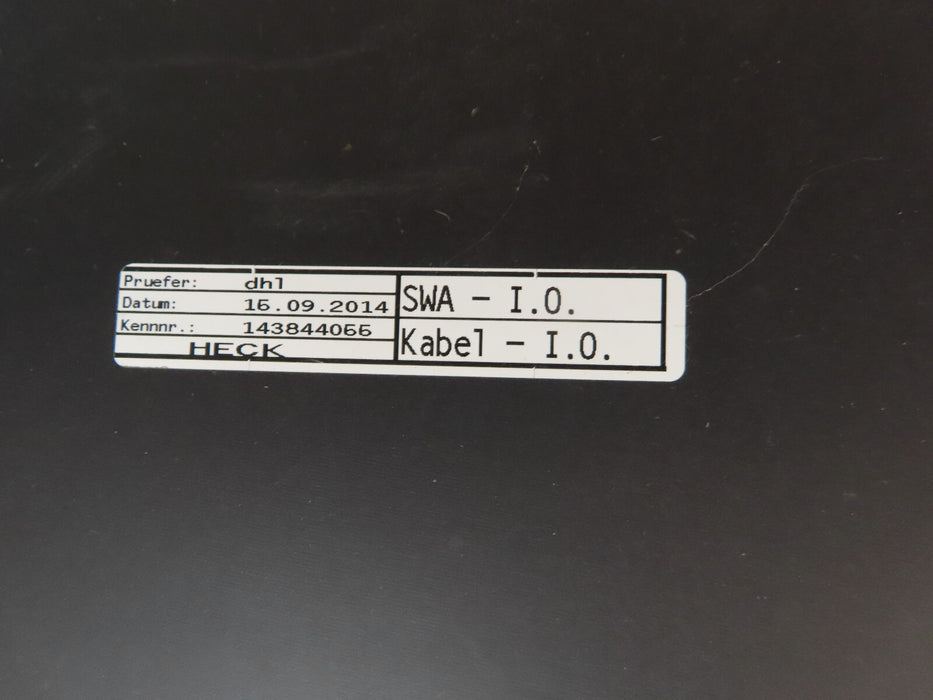 Pruefer: dhl
Datum: 16.09.2014
Kennnr.: 143844066
HECK
SWA - I.O.
Kabel - I.O.